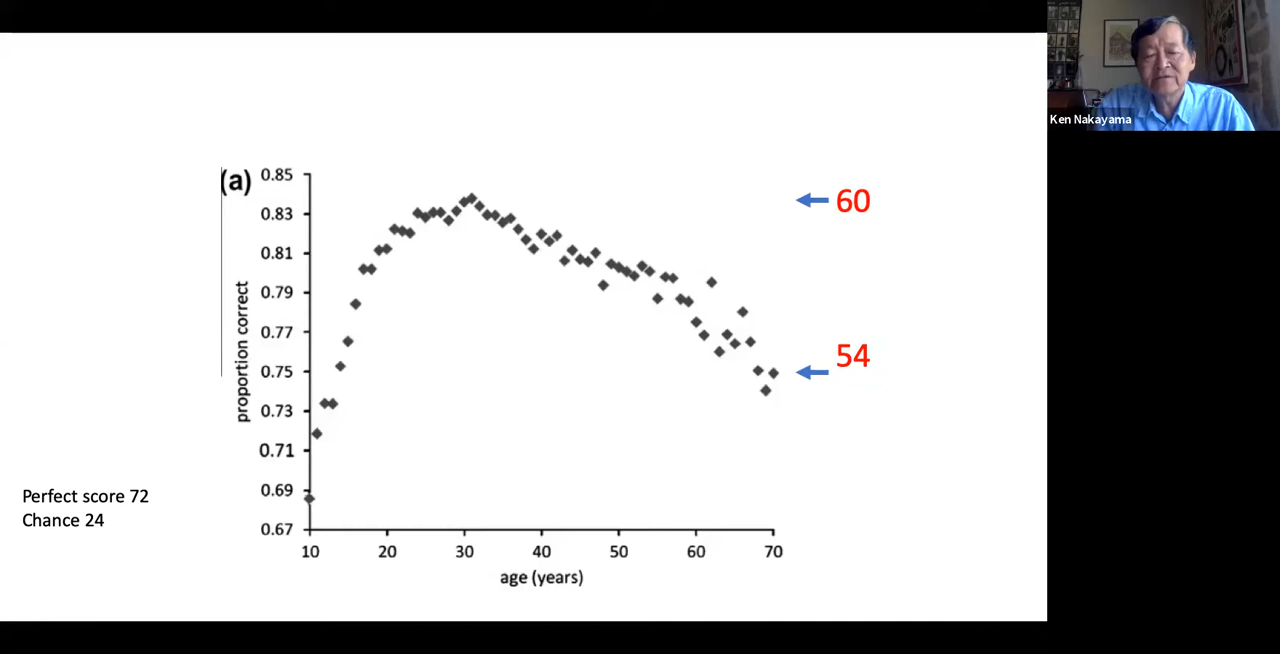 Ken Nakayama
(a)
0.85
0.83
0.81
0.79
0.77
0.75
0.73
0.71
0.69
0.67
proportion correct
10 20 30 40 50 60 70
age (years)
60
54
Perfect score 72
Chance 24